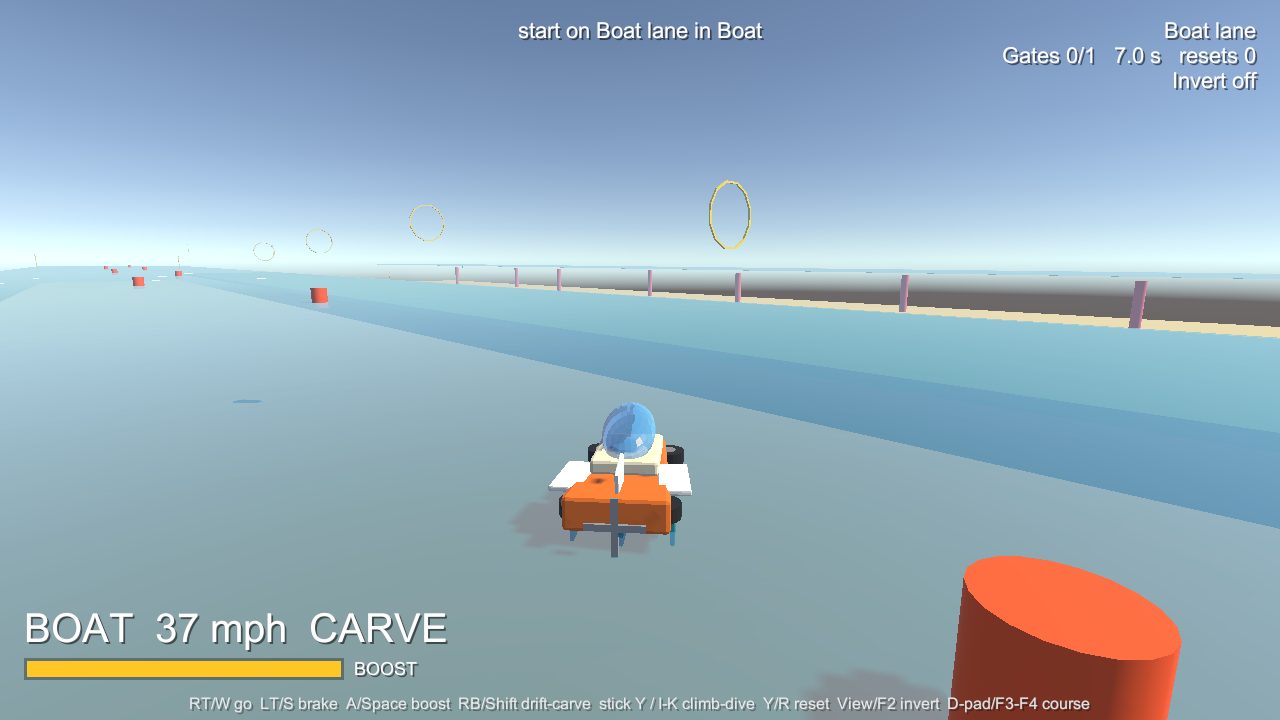 start on Boat lane in Boat
Boat lane
Gates 0/1 7.0 s resets 0
Invert off
BOAT 37 mph CARVE
BOOST
RT/W go LT/S brake A/Space boost RB/Shift drift-carve stick Y / I-K climb-dive Y/R reset View/F2 invert D-pad/F3-F4 course